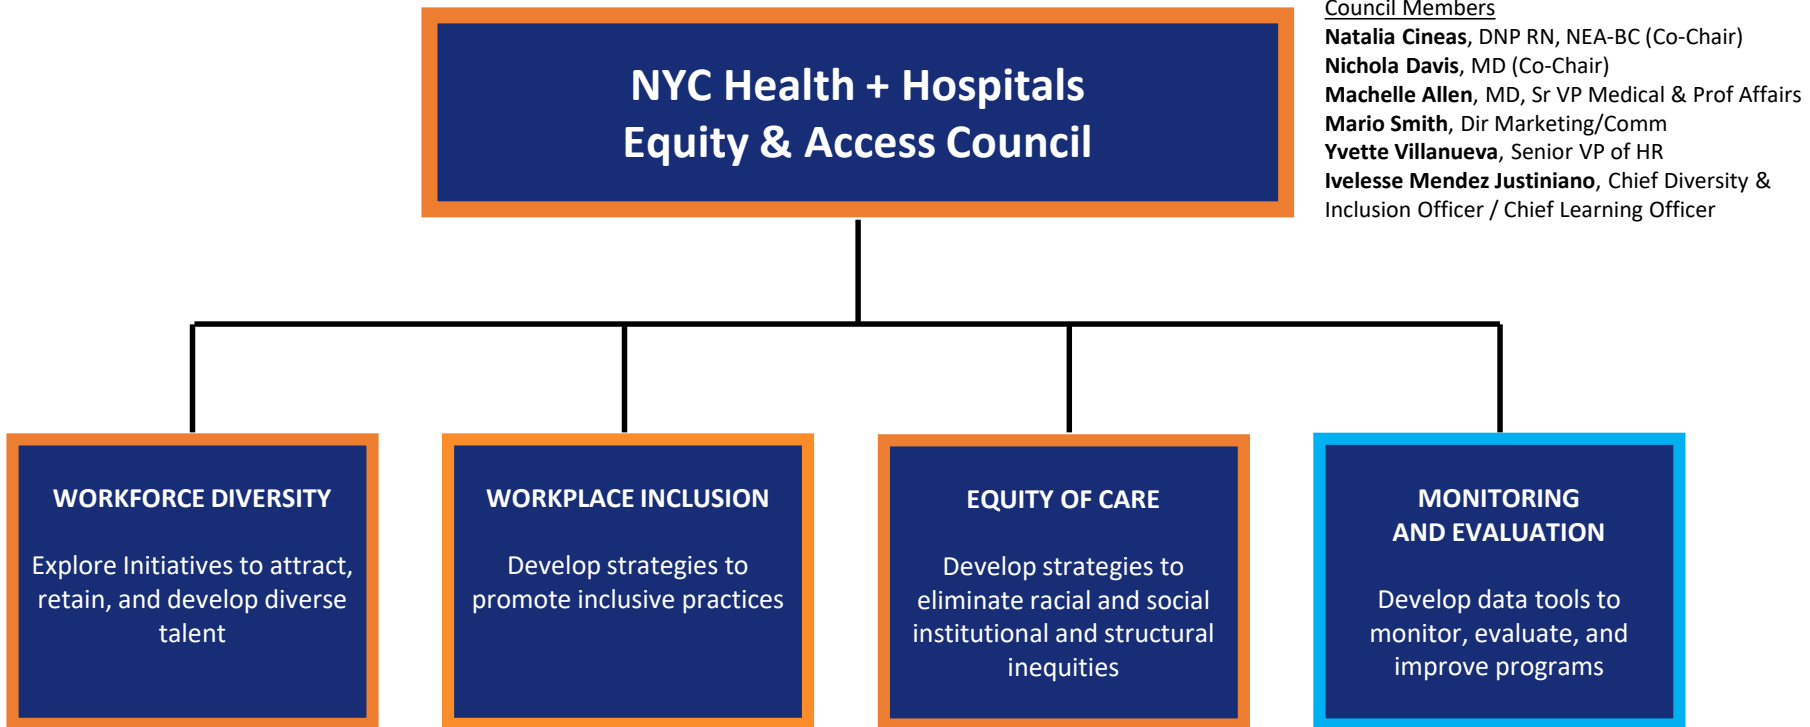 NYC Health + Hospitals
Equity & Access Council
Council Members
Natalia Cineas, DNP RN, NEA-BC (Co-Chair)
Nichola Davis, MD (Co-Chair)
Machelle Allen, MD, Sr VP Medical & Prof Affairs
Mario Smith, Dir Marketing/Comm
Yvette Villanueva, Senior VP of HR
Ivelesse Mendez Justiniano, Chief Diversity &
Inclusion Officer / Chief Learning Officer
WORKFORCE DIVERSITY
Explore Initiatives to attract,
retain, and develop diverse
talent
WORKPLACE INCLUSION
Develop strategies to
promote inclusive practices
EQUITY OF CARE
Develop strategies to
eliminate racial and social
institutional and structural
inequities
MONITORING
AND EVALUATION
Develop data tools to
monitor, evaluate, and
improve programs